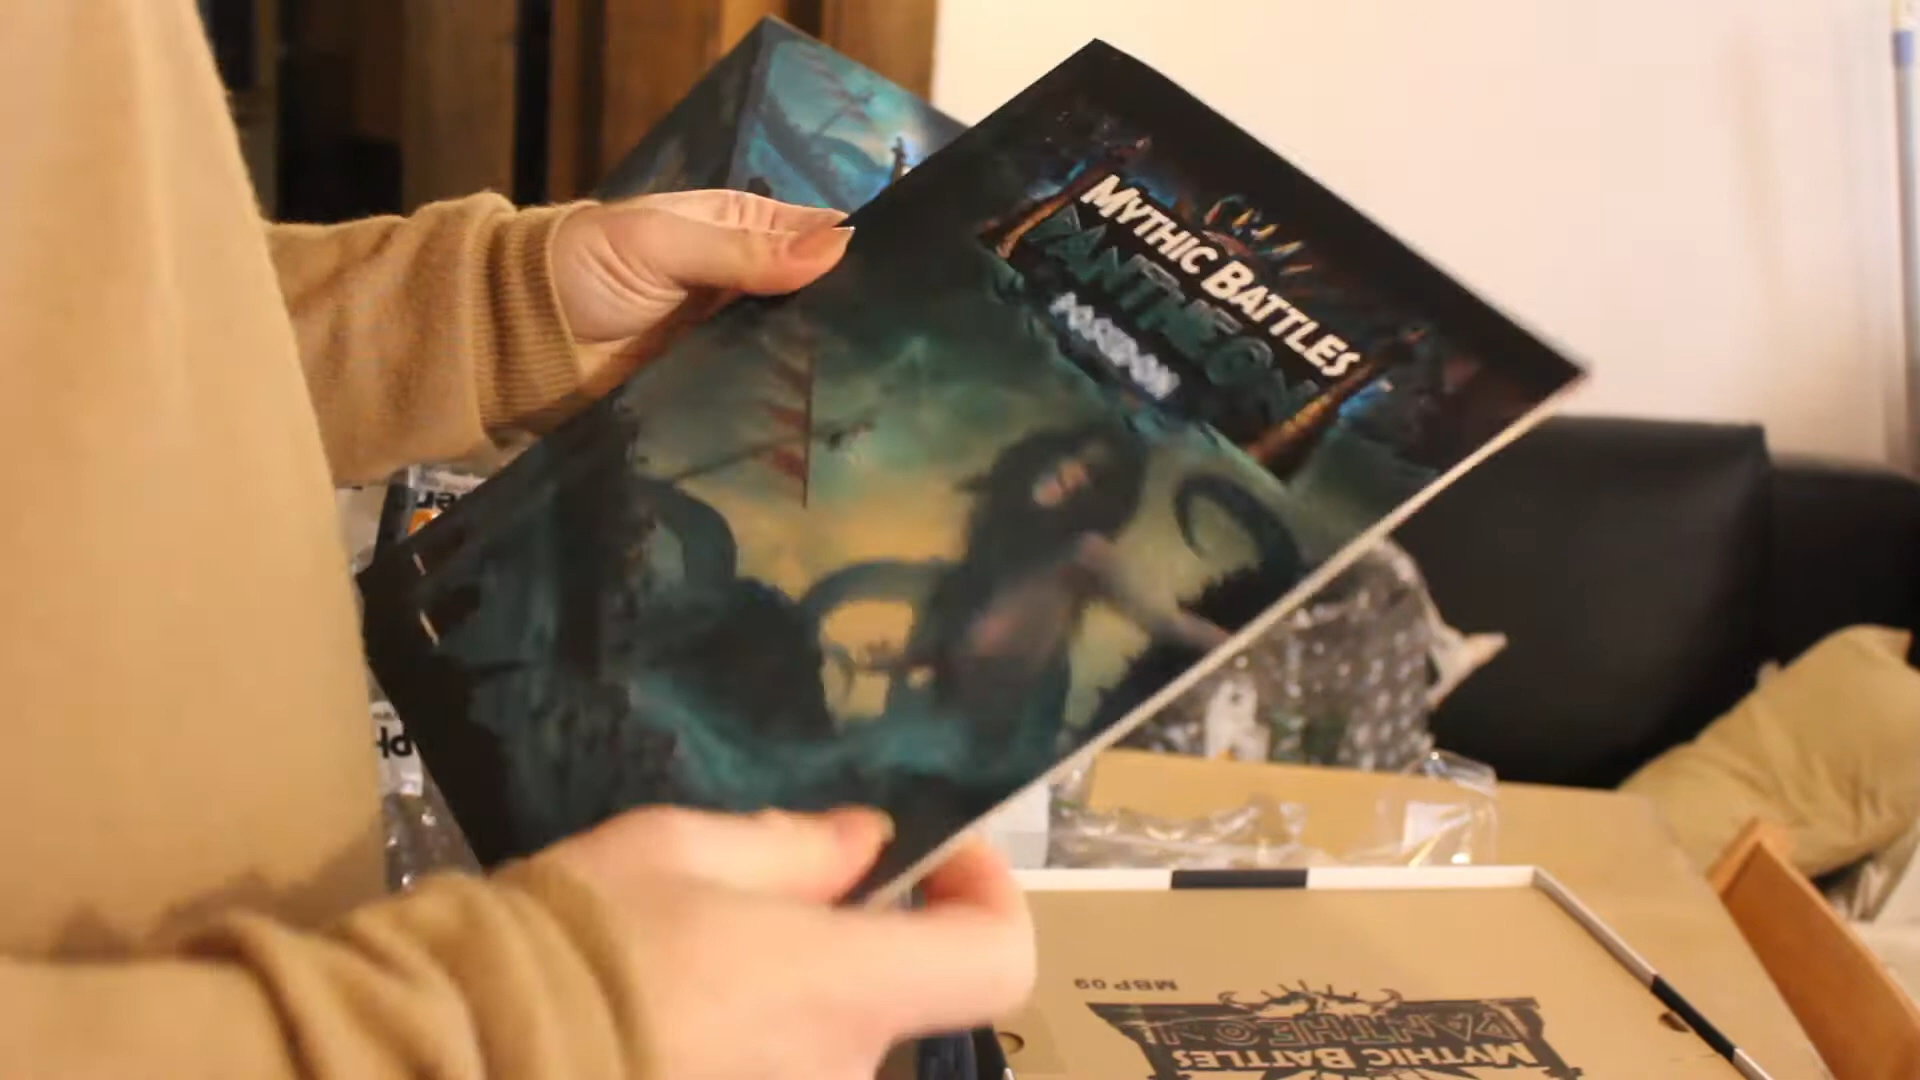 MYTHIC BATTLES
PANTHEON
POSEIDON
MBP 09
MYTHIC BATTLES
PANTHEON